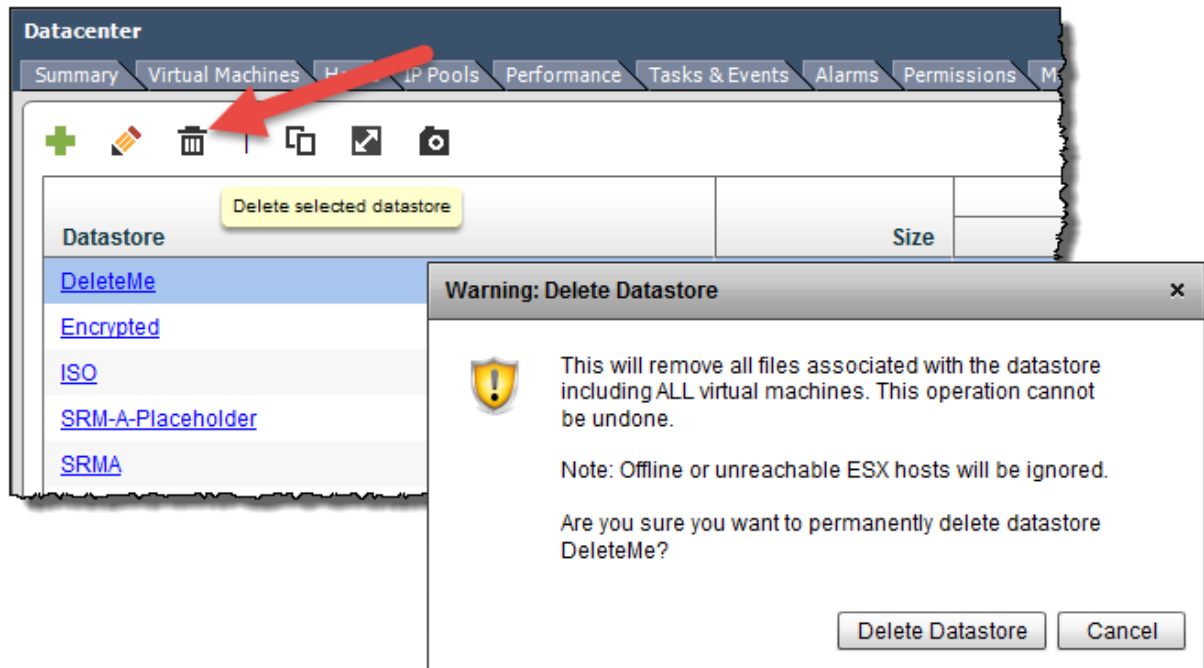 Datacenter
Summary Virtual Machines IP Pools Performance Tasks & Events Alarms Permissions
Delete selected datastore
Datastore Size
DeleteMe
Encrypted
ISO
SRM-A-Placeholder
SRMA
Warning: Delete Datastore x
This will remove all files associated with the datastore
including ALL virtual machines. This operation cannot
be undone.
Note: Offline or unreachable ESX hosts will be ignored.
Are you sure you want to permanently delete datastore
DeleteMe?
Delete Datastore Cancel